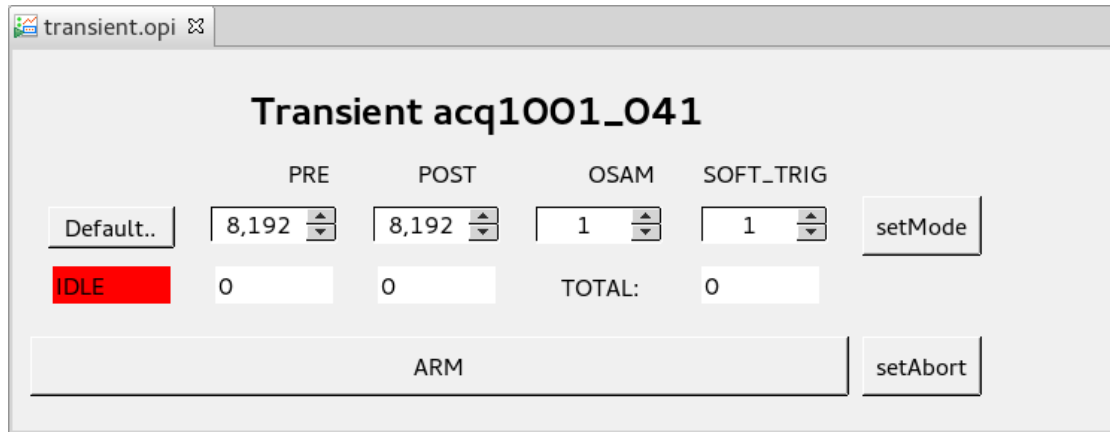 transient.opi
Transient acq1001_041
PRE POST OSAM SOFT_TRIG
Default.. 8,192 8,192 1 1 setMode
IDLE 0 0 TOTAL: 0
ARM setAbort